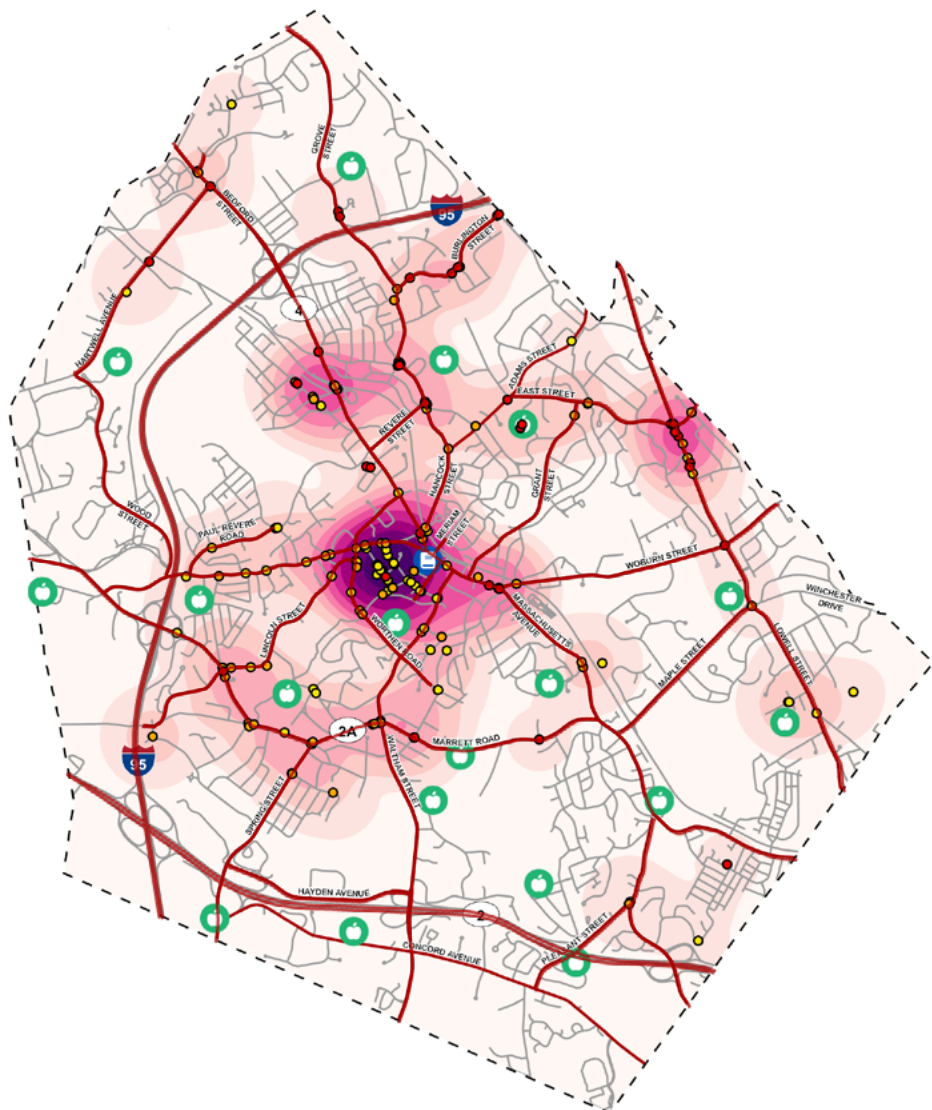 GROVE
STREET
95
BEDFORD
STREET
BURLINGTON
STREET
4
HARTWELL AVENUE
ADAMS STREET
EAST STREET
REVERE
STREET
HANCOCK
STREET
GRANT
STREET
WOOD
STREET
PAUL REVERE
ROAD
MERIAM
STREET
WOBURN STREET
WINCHESTER
DRIVE
MASSACHUSETTS
AVENUE
LINCOLN STREET
WORTHEN ROAD
MAPLE STREET
LOWELL STREET
2A
MARRETT ROAD
WALTHAM STREET
95
SPRING STREET
HAYDEN AVENUE
2
PLEASANT STREET
CONCORD AVENUE